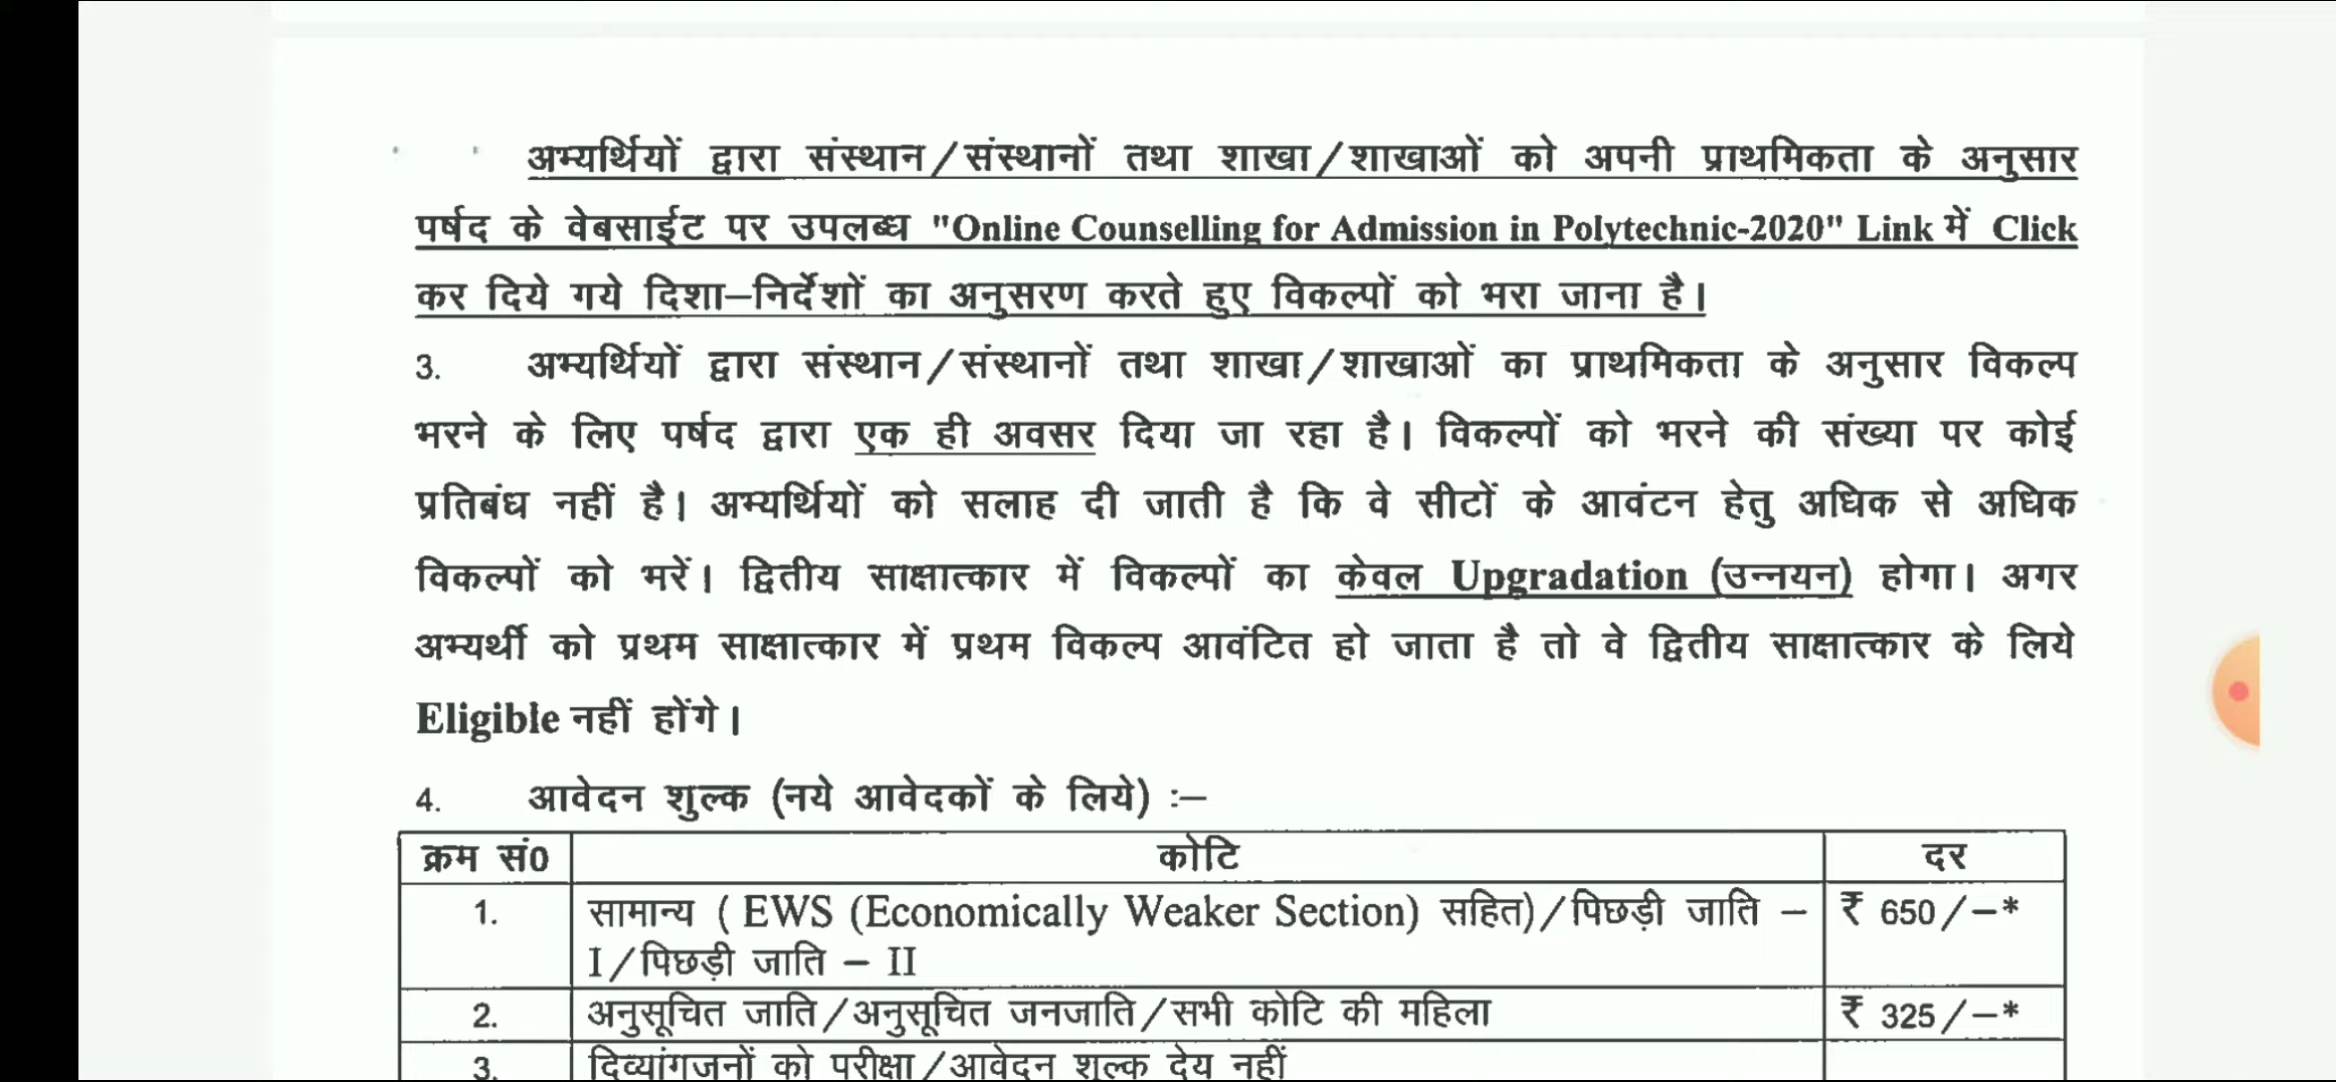 अभ्यर्थियों द्वारा संस्थान/संस्थानों तथा शाखा/शाखाओं को अपनी प्राथमिकता के अनुसार
पर्षद के वेबसाईट पर उपलब्ध "Online Counselling for Admission in Polytechnic-2020" Link में Click
कर दिये गये दिशा–निर्देशों का अनुसरण करते हुए विकल्पों को भरा जाना है।
3. अभ्यर्थियों द्वारा संस्थान/संस्थानों तथा शाखा/शाखाओं का प्राथमिकता के अनुसार विकल्प
भरने के लिए पर्षद द्वारा एक ही अवसर दिया जा रहा है। विकल्पों को भरने की संख्या पर कोई
प्रतिबंध नहीं है। अभ्यर्थियों को सलाह दी जाती है कि वे सीटों के आवंटन हेतु अधिक से अधिक
विकल्पों को भरें। द्वितीय साक्षात्कार में विकल्पों का केवल Upgradation (उन्नयन) होगा। अगर
अभ्यर्थी को प्रथम साक्षात्कार में प्रथम विकल्प आवंटित हो जाता है तो वे द्वितीय साक्षात्कार के लिये
Eligible नहीं होंगे।
4. आवेदन शुल्क (नये आवेदकों के लिये) :–
क्रम सं0 कोटि दर
1. सामान्य ( EWS (Economically Weaker Section) सहित)/पिछड़ी जाति – ₹ 650/–*
I/पिछड़ी जाति – II
2. अनुसूचित जाति/अनुसूचित जनजाति/सभी कोटि की महिला ₹ 325/–*
3. दिव्यांगजनों को परीक्षा/आवेदन शुल्क देय नहीं